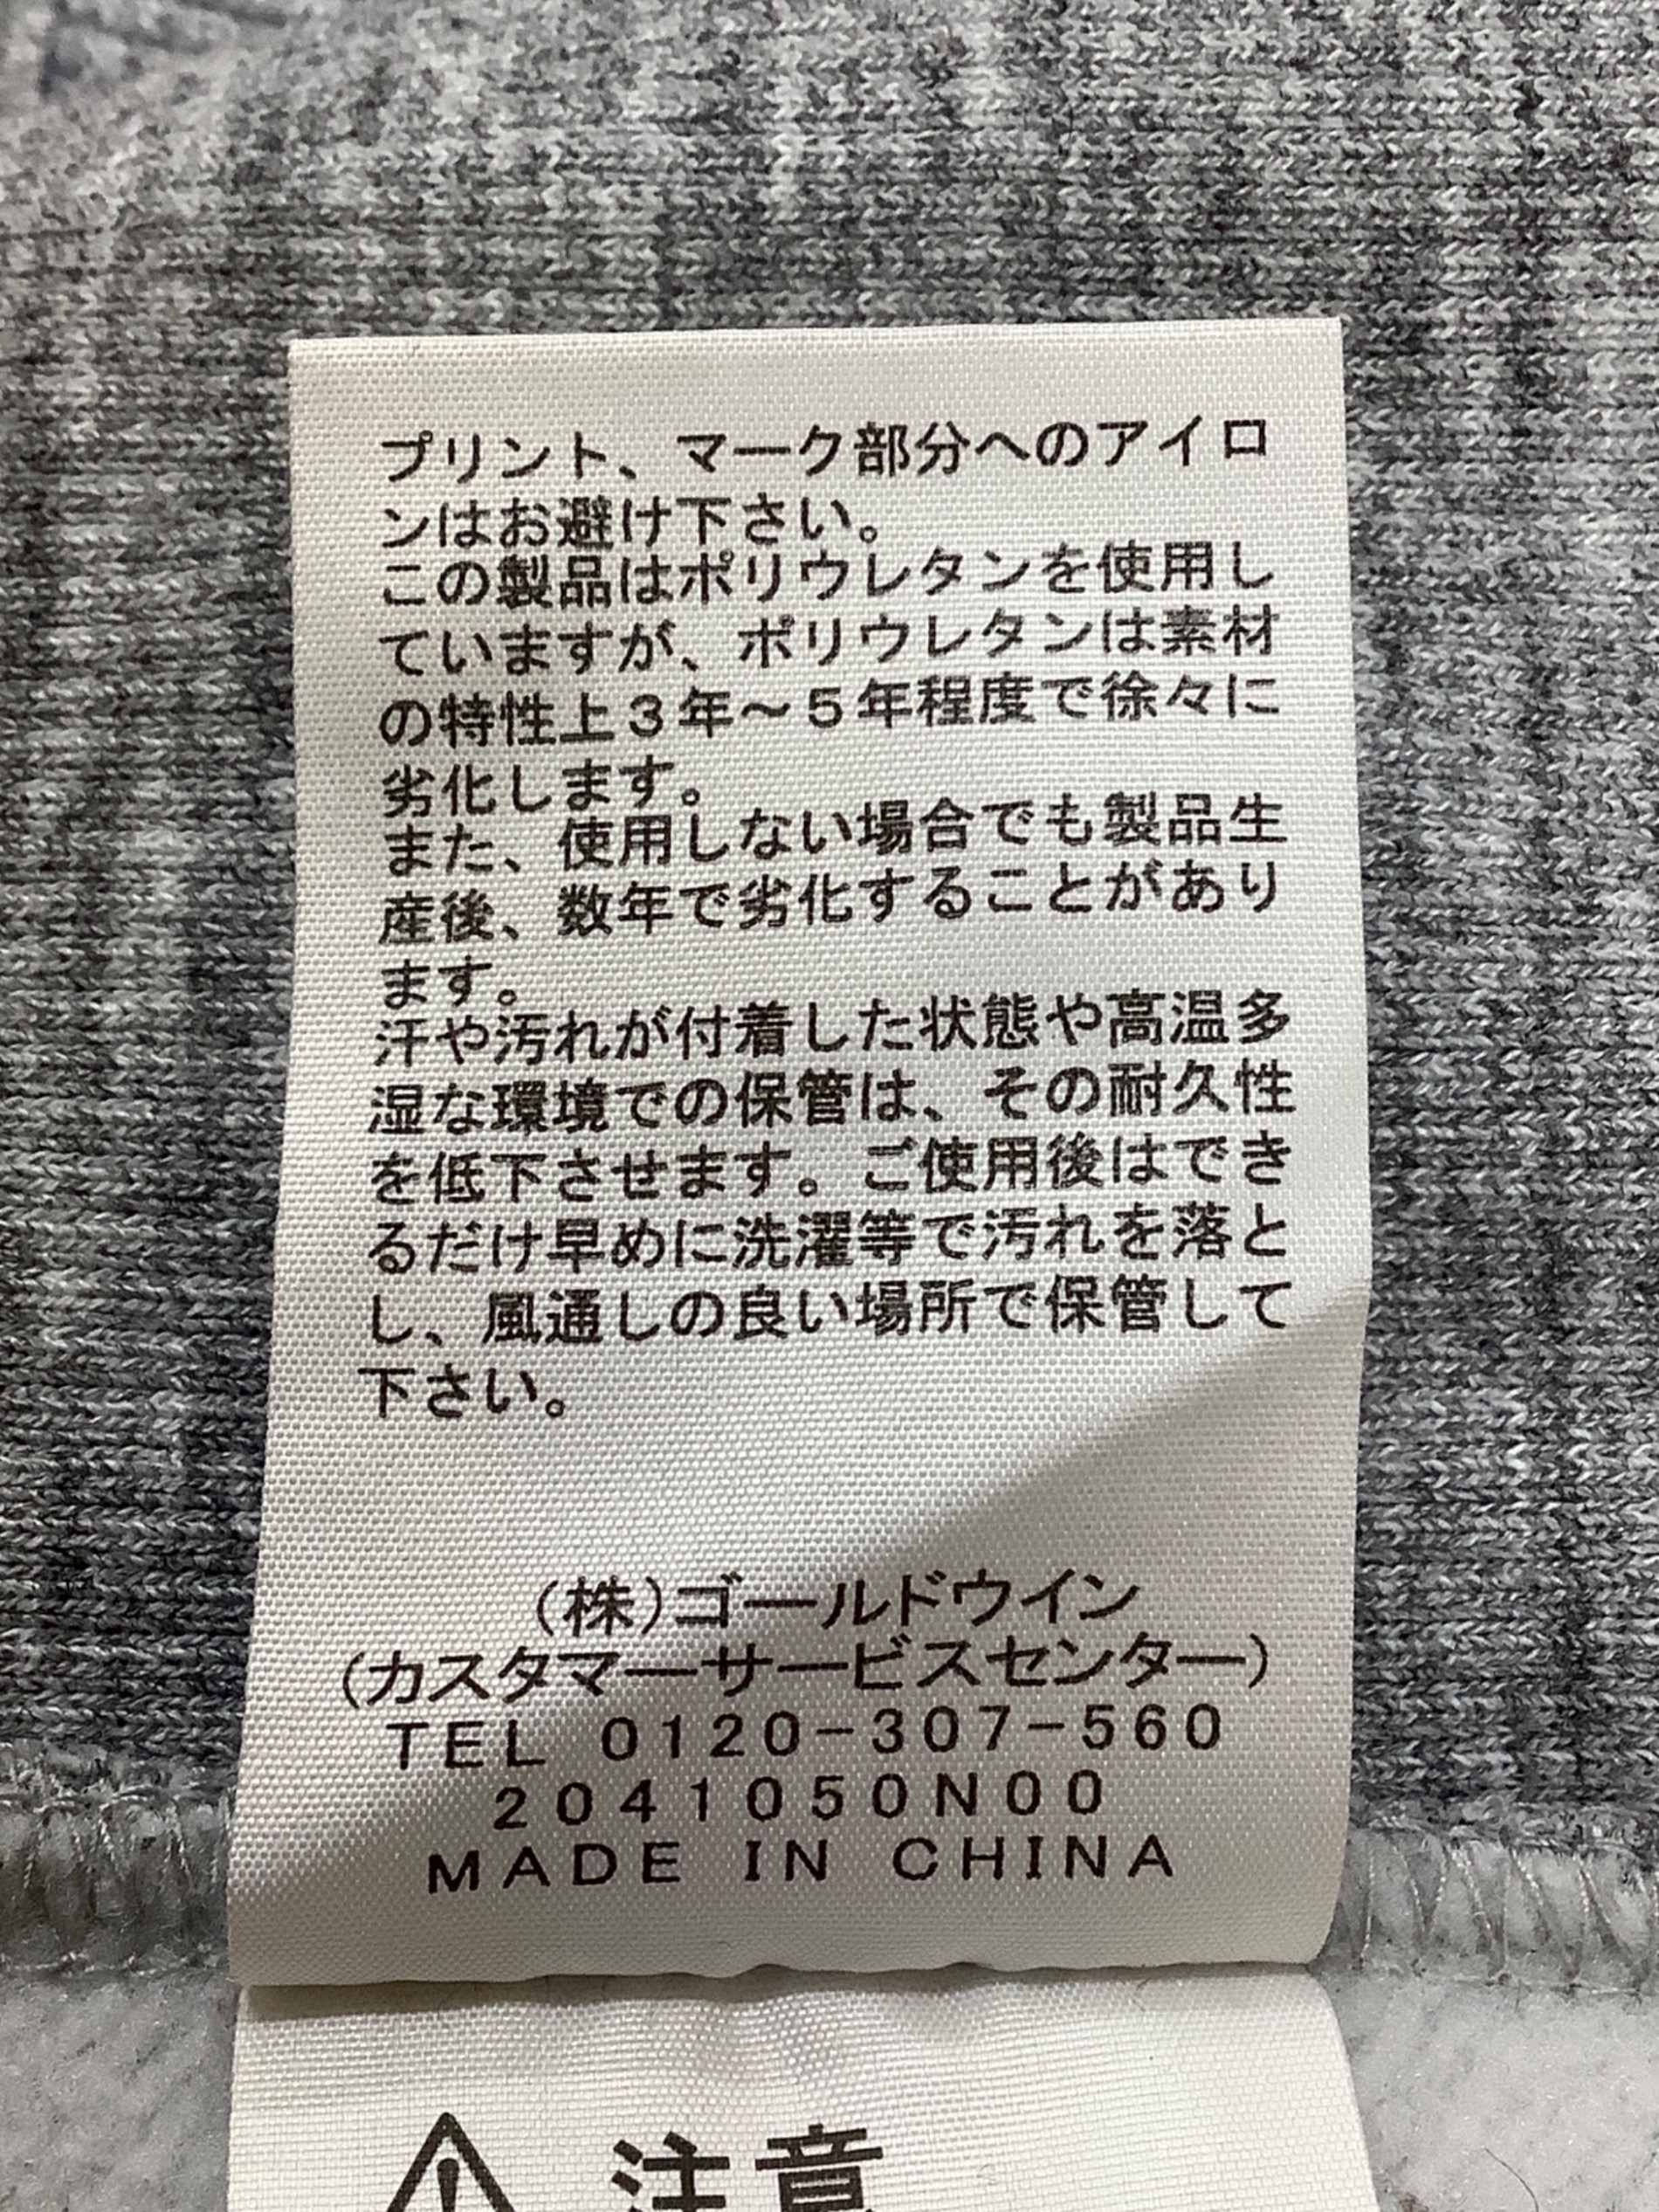 プリント、マーク部分へのアイロ
ンはお避け下さい。
この製品はポリウレタンを使用し
ていますが、ポリウレタンは素材
の特性上３年～５年程度で徐々に
劣化します。
また、使用しない場合でも製品生
産後、数年で劣化することがあり
ます。
汗や汚れが付着した状態や高温多
湿な環境での保管は、その耐久性
を低下させます。ご使用後はでき
るだけ早めに洗濯等で汚れを落と
し、風通しの良い場所で保管して
下さい。
(株)ゴールドウイン
(カスタマーサービスセンター)
TEL 0120-307-560
2041050N00
MADE IN CHINA
注意